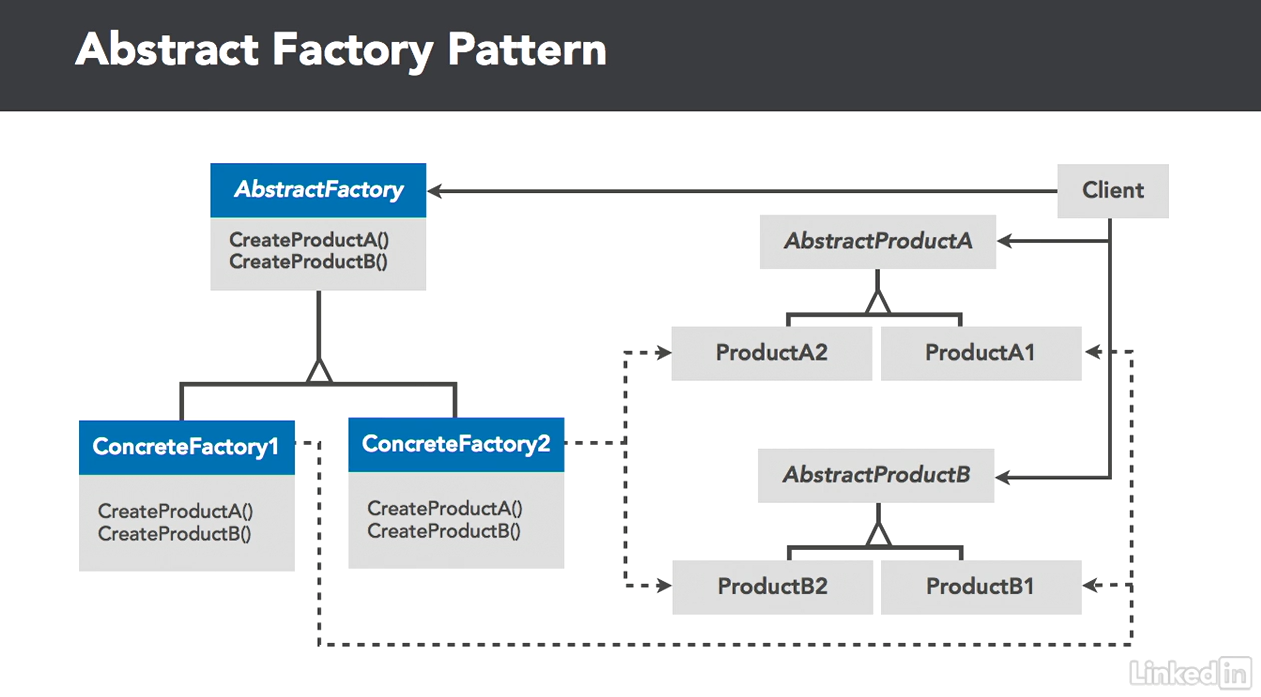 Abstract Factory Pattern
AbstractFactory
CreateProductA()
CreateProductB()
Client
AbstractProductA
ProductA2
ProductA1
ConcreteFactory1
CreateProductA()
CreateProductB()
ConcreteFactory2
CreateProductA()
CreateProductB()
AbstractProductB
ProductB2
ProductB1
LinkedIn